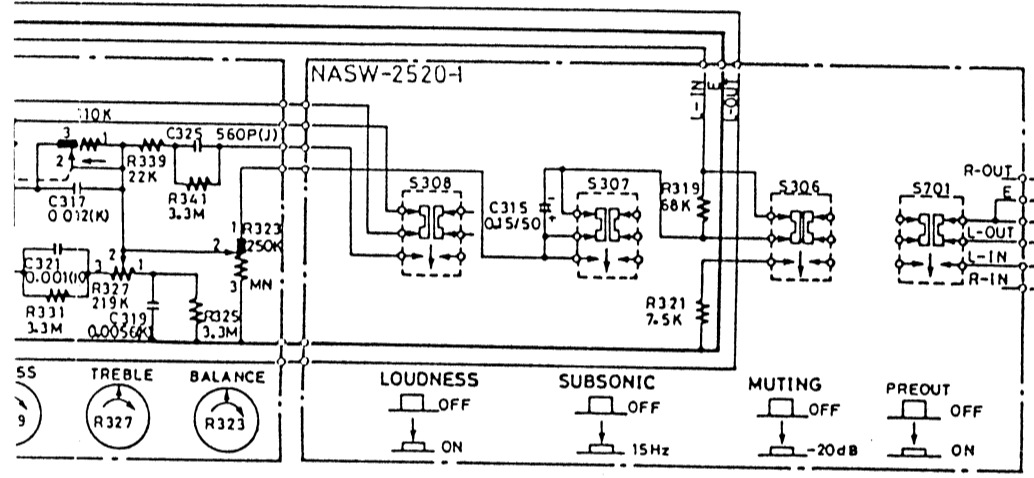 NASW-2520-1
L-IN
E
L-OUT
10K
3
1
2
C325
560P(J)
R339
22K
R341
3.3M
C317
0.012(K)
1
R323
250K
2
3
MN
S308
C315
0.15/50
+
-
S307
R319
68K
S306
S701
R-OUT
E
L-OUT
L-IN
R-IN
C321
3
2
1
R327
219K
R331
3.3M
C319
0.0056(K)
R325
3.3M
R321
7.5K
SS
9
TREBLE
R327
BALANCE
R323
LOUDNESS
OFF
ON
SUBSONIC
OFF
15Hz
MUTING
OFF
-20dB
PREOUT
OFF
ON